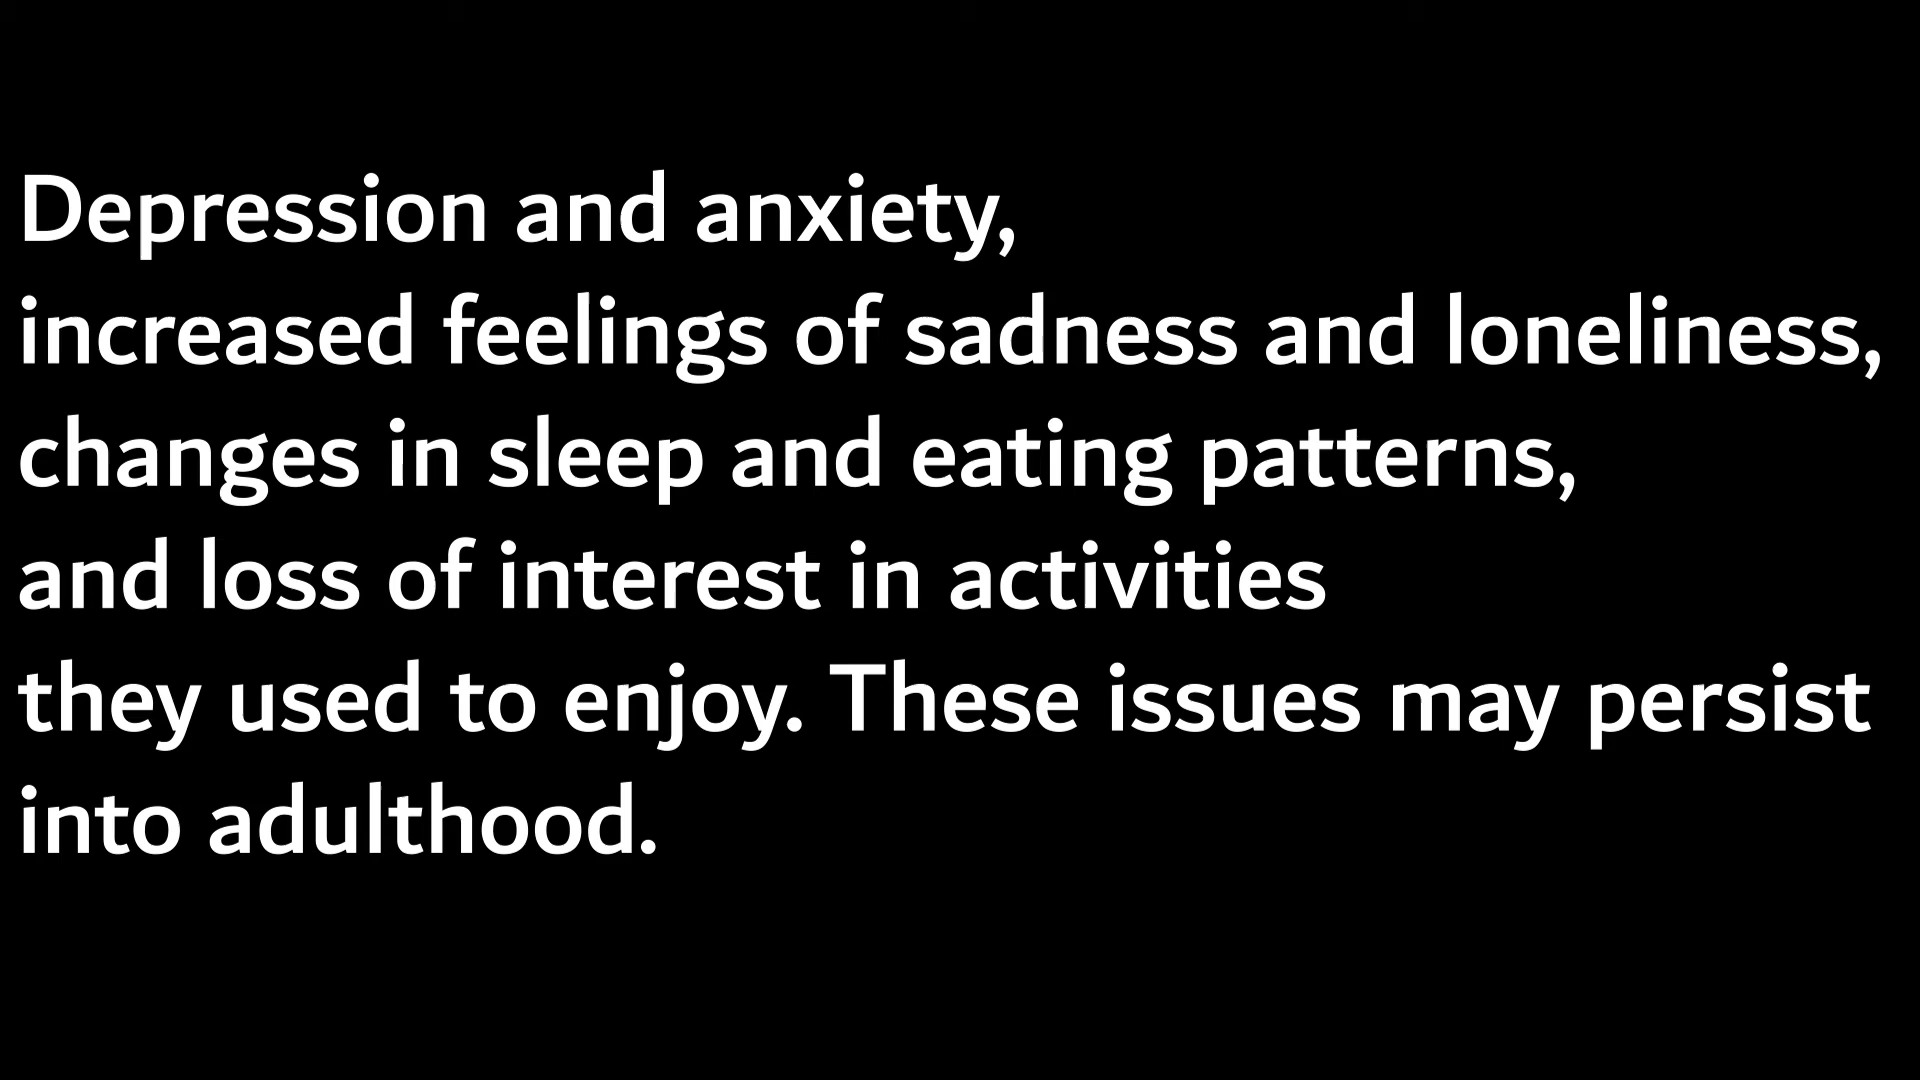 Depression and anxiety,
increased feelings of sadness and loneliness,
changes in sleep and eating patterns,
and loss of interest in activities
they used to enjoy. These issues may persist
into adulthood.